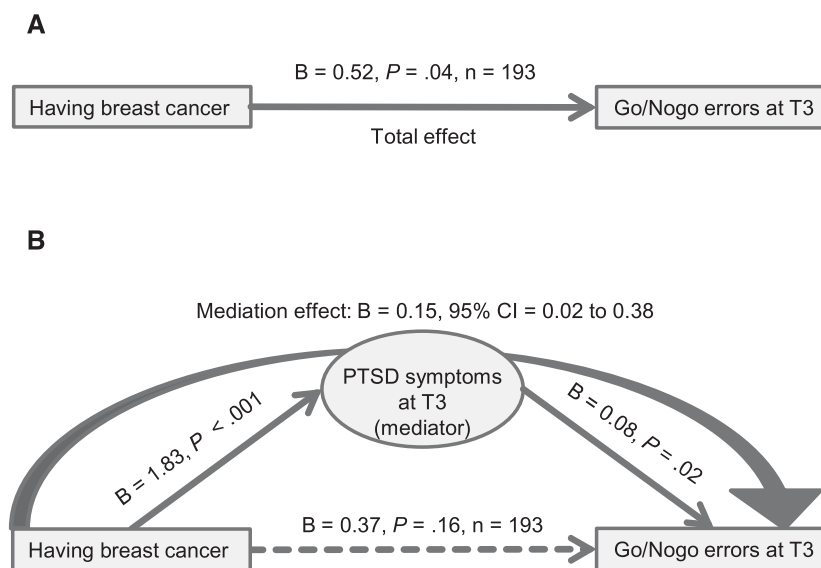 A
B = 0.52, P = .04, n = 193
Having breast cancer
Go/Nogo errors at T3
Total effect
B
Mediation effect: B = 0.15, 95% CI = 0.02 to 0.38
PTSD symptoms
at T3
(mediator)
B = 1.83, P < .001
B = 0.08, P = .02
B = 0.37, P = .16, n = 193
Having breast cancer
Go/Nogo errors at T3